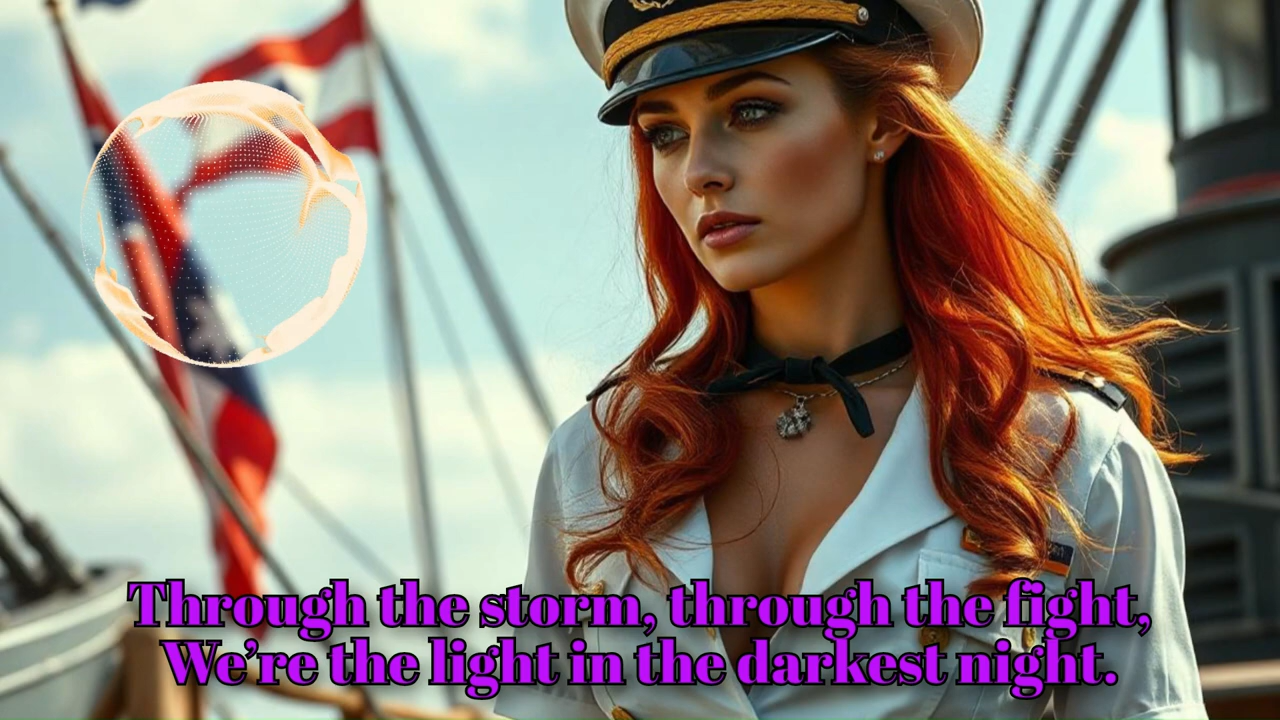 Through the storm, through the fight,
We’re the light in the darkest night.